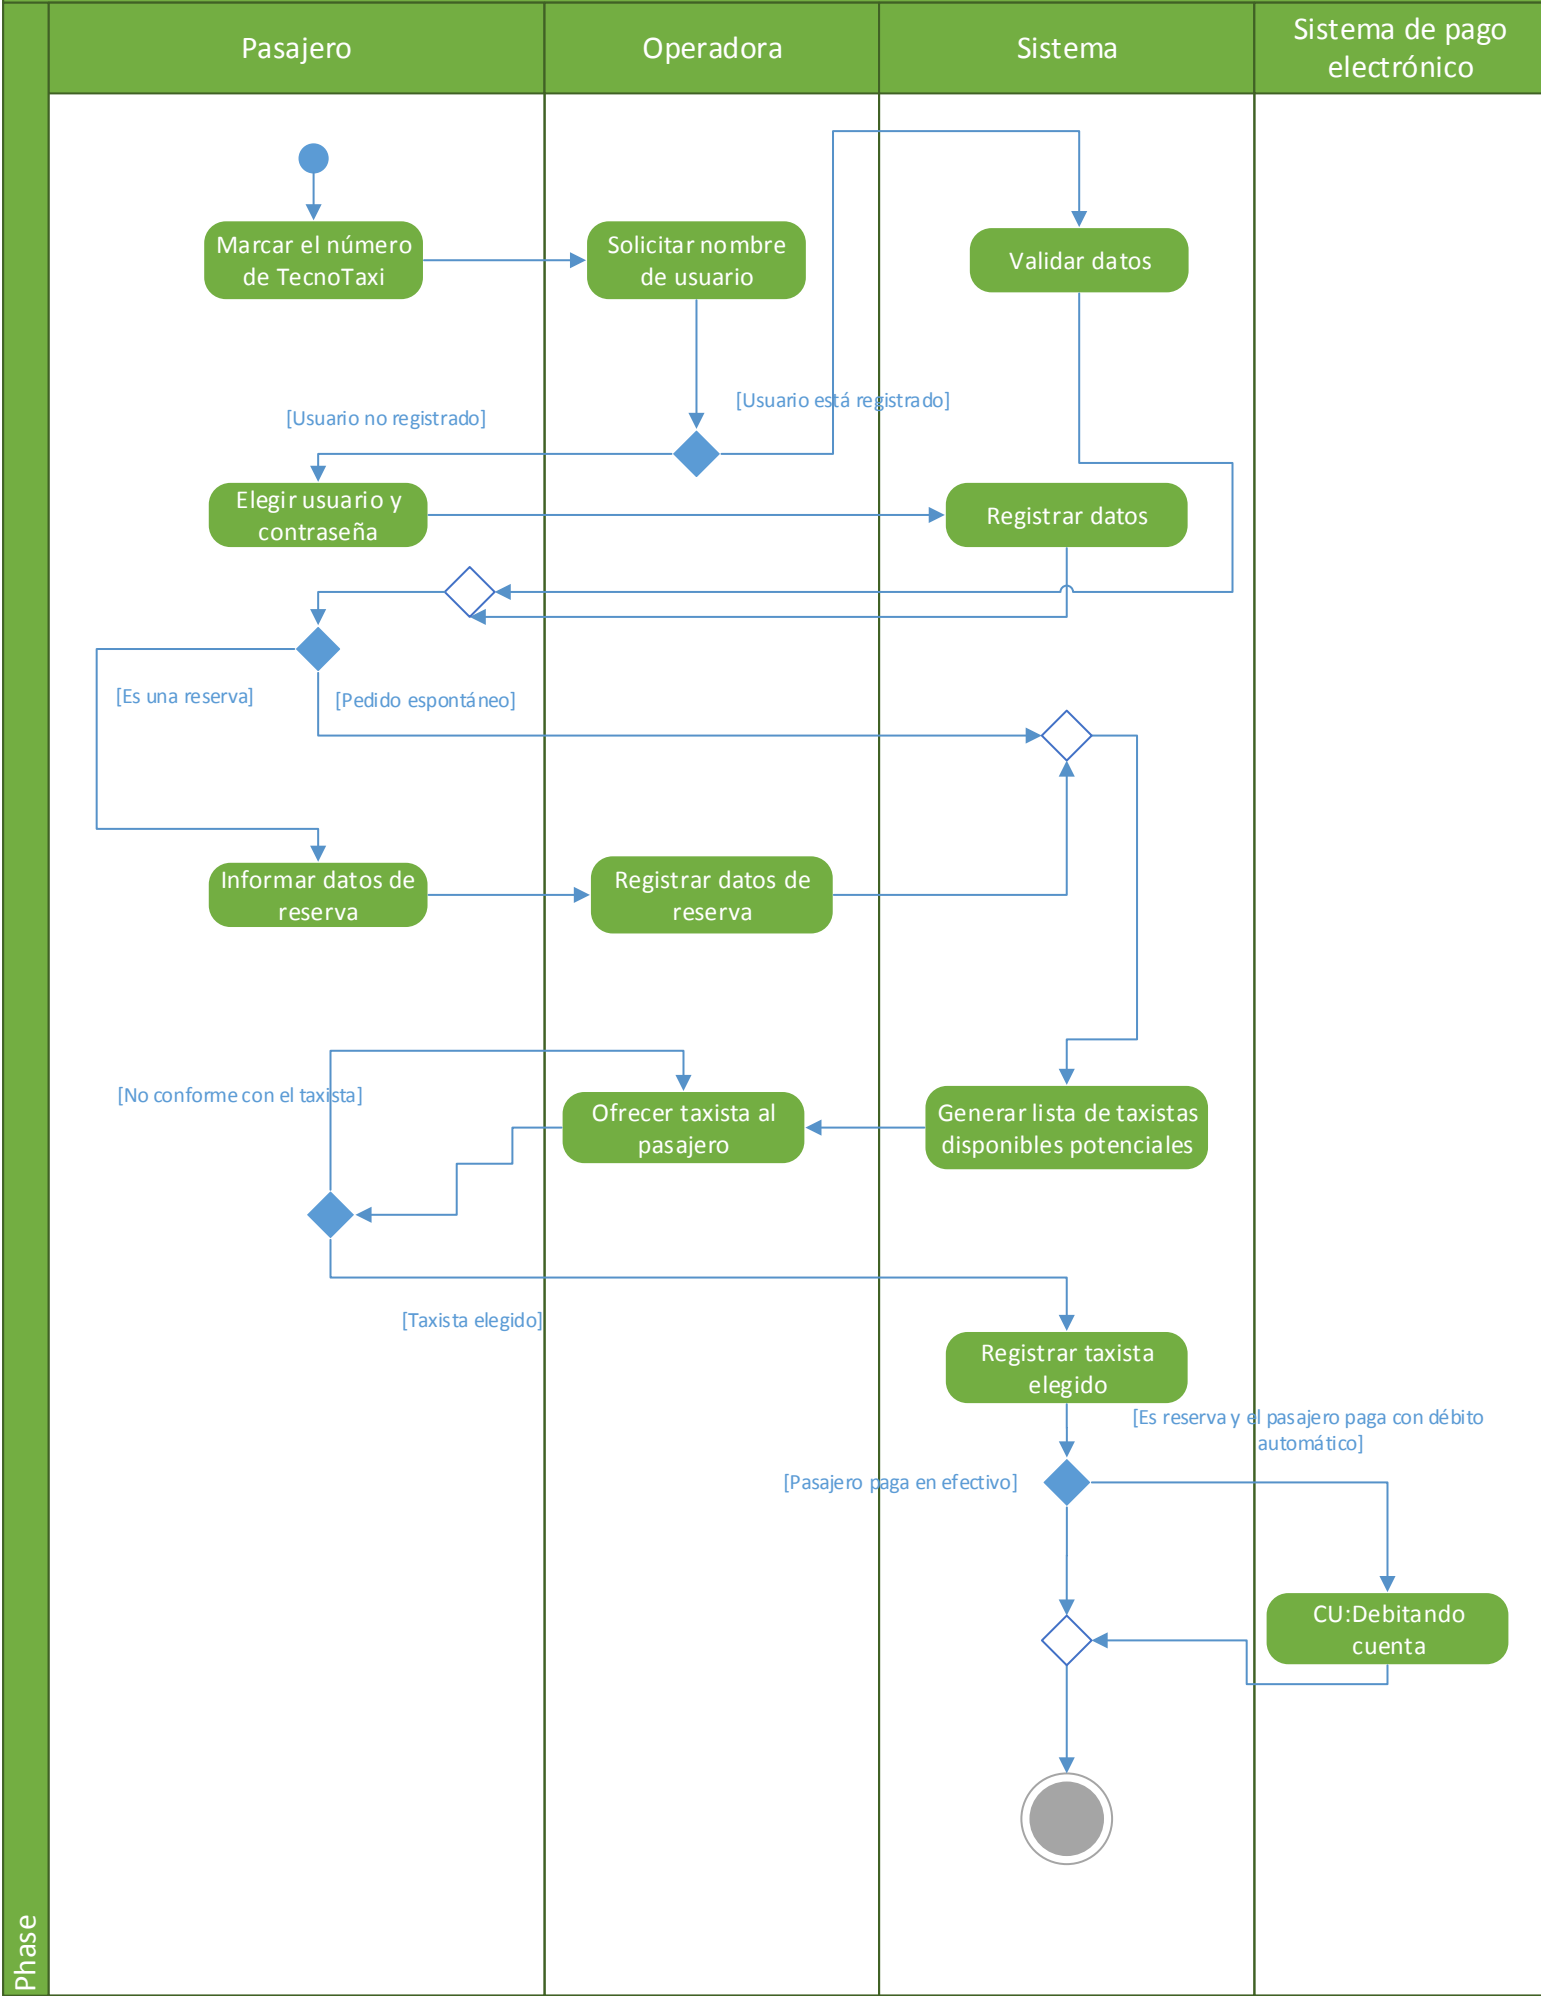 Pasajero
Operadora
Sistema
Sistema de pago
electrónico
Marcar el número
de TecnoTaxi
Solicitar nombre
de usuario
Validar datos
[Usuario no registrado]
[Usuario está registrado]
Elegir usuario y
contraseña
Registrar datos
[Es una reserva]
[Pedido espontáneo]
Informar datos de
reserva
Registrar datos de
reserva
[No conforme con el taxista]
Ofrecer taxista al
pasajero
Generar lista de taxistas
disponibles potenciales
[Taxista elegido]
Registrar taxista
elegido
[Es reserva y el pasajero paga con débito
automático]
[Pasajero paga en efectivo]
CU:Debitando
cuenta
Phase